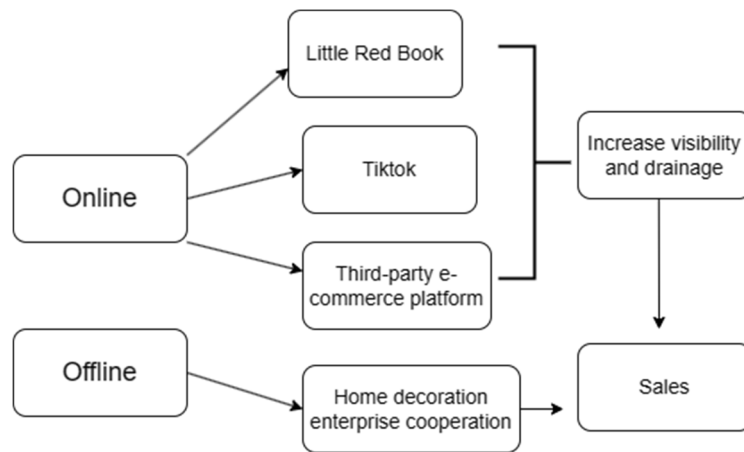 Little Red Book
Online
Tiktok
Third-party e-
commerce platform
Increase visibility
and drainage
Offline
Home decoration
enterprise cooperation
Sales